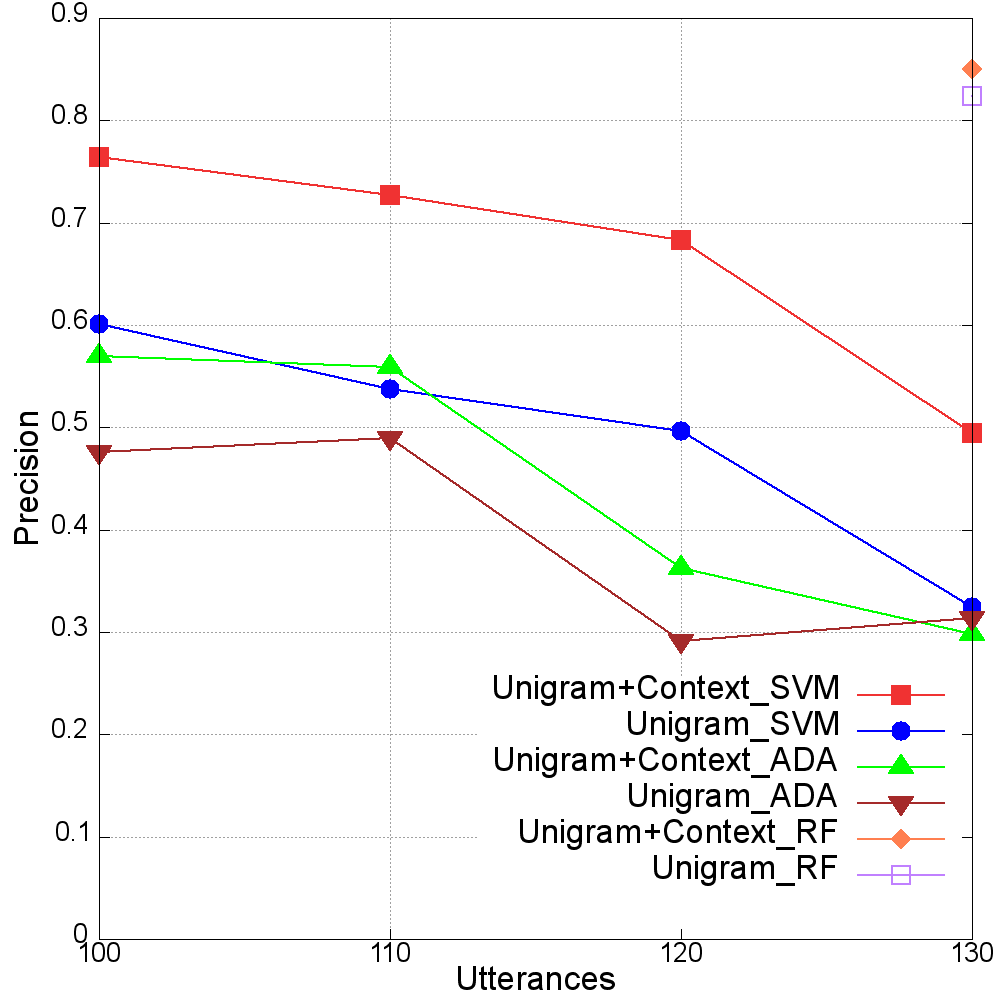 0.9
0.8
0.7
0.6
0.5
0.4
0.3
0.2
0.1
0
Precision
Unigram+Context_SVM
Unigram_SVM
Unigram+Context_ADA
Unigram_ADA
Unigram+Context_RF
Unigram_RF
100 110 120 130
Utterances